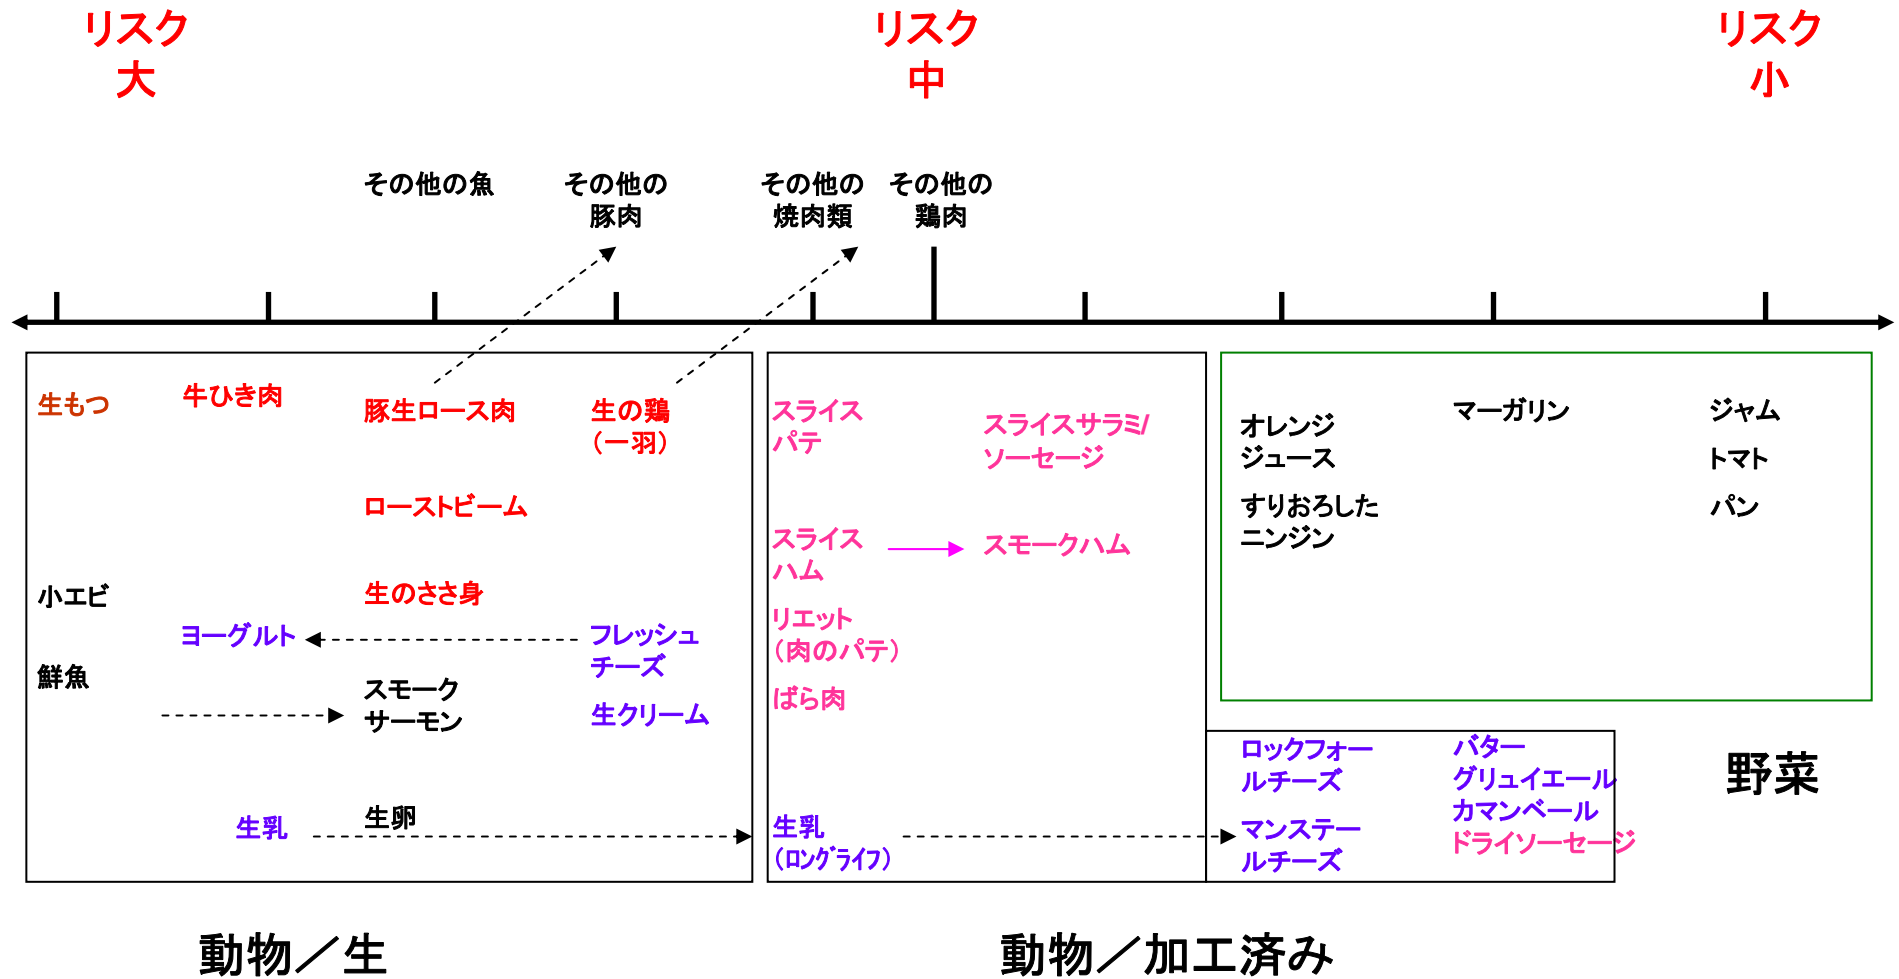 リスク
大
リスク
中
リスク
小
その他の魚
その他の
豚肉
その他の
焼肉類
その他の
鶏肉
生もつ
牛ひき肉
豚生ロース肉
生の鶏
（一羽）
ローストビーム
小エビ
生のささ身
ヨーグルト
フレッシュ
チーズ
鮮魚
スモーク
サーモン
生クリーム
生乳
生卵
スライス
パテ
スライスサラミ/
ソーセージ
スライス
ハム
スモークハム
リエット
（肉のパテ）
ばら肉
生乳
（ﾛﾝｸﾞﾗｲﾌ）
オレンジ
ジュース
すりおろした
ニンジン
マーガリン
ジャム
トマト
パン
ロックフォー
ルチーズ
マンステー
ルチーズ
バター
グリュイエール
カマンベール
ドライソーセージ
野菜
動物／生
動物／加工済み